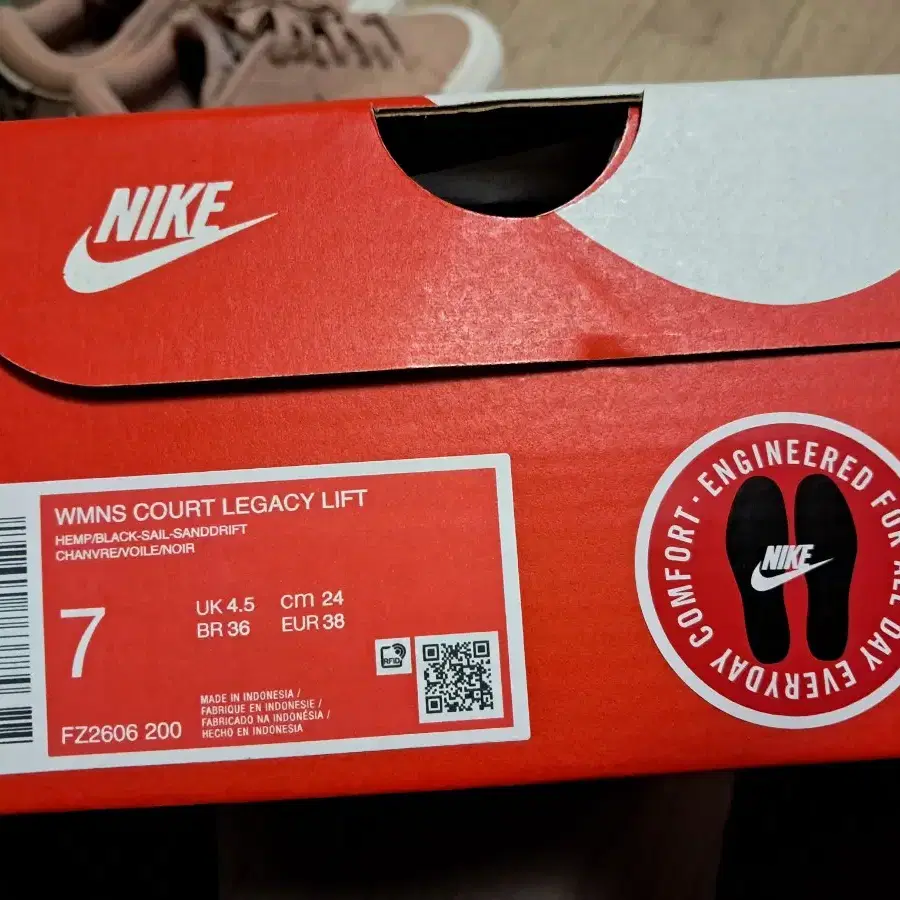 NIKE
WMNS COURT LEGACY LIFT
HEMP/BLACK-SAIL-SANDDRIFT
CHANVRE/VOILE/NOIR
7
UK 4.5 cm 24
BR 36 EUR 38
RFID
FZ2606 200
MADE IN INDONESIA /
FABRIQUE EN INDONESIE /
FABRICADO NA INDONÉSIA /
HECHO EN INDONESIA
ENGINEERED FOR ALL DAY EVERYDAY COMFORT ·
NIKE